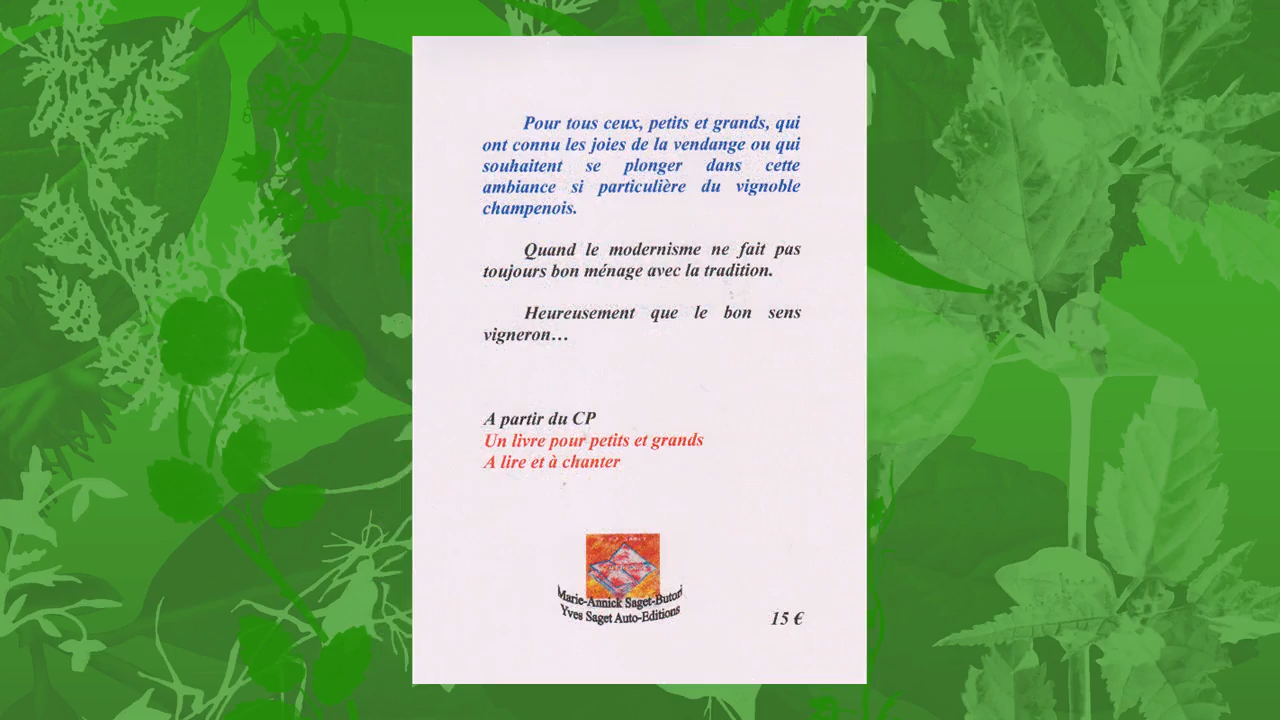 Pour tous ceux, petits et grands, qui
ont connu les joies de la vendange ou qui
souhaitent se plonger dans cette
ambiance si particulière du vignoble
champenois.
Quand le modernisme ne fait pas
toujours bon ménage avec la tradition.
Heureusement que le bon sens
vigneron…
A partir du CP
Un livre pour petits et grands
A lire et à chanter
Marie-Annick Saget-Butori
Yves Saget Auto-Editions
15 €